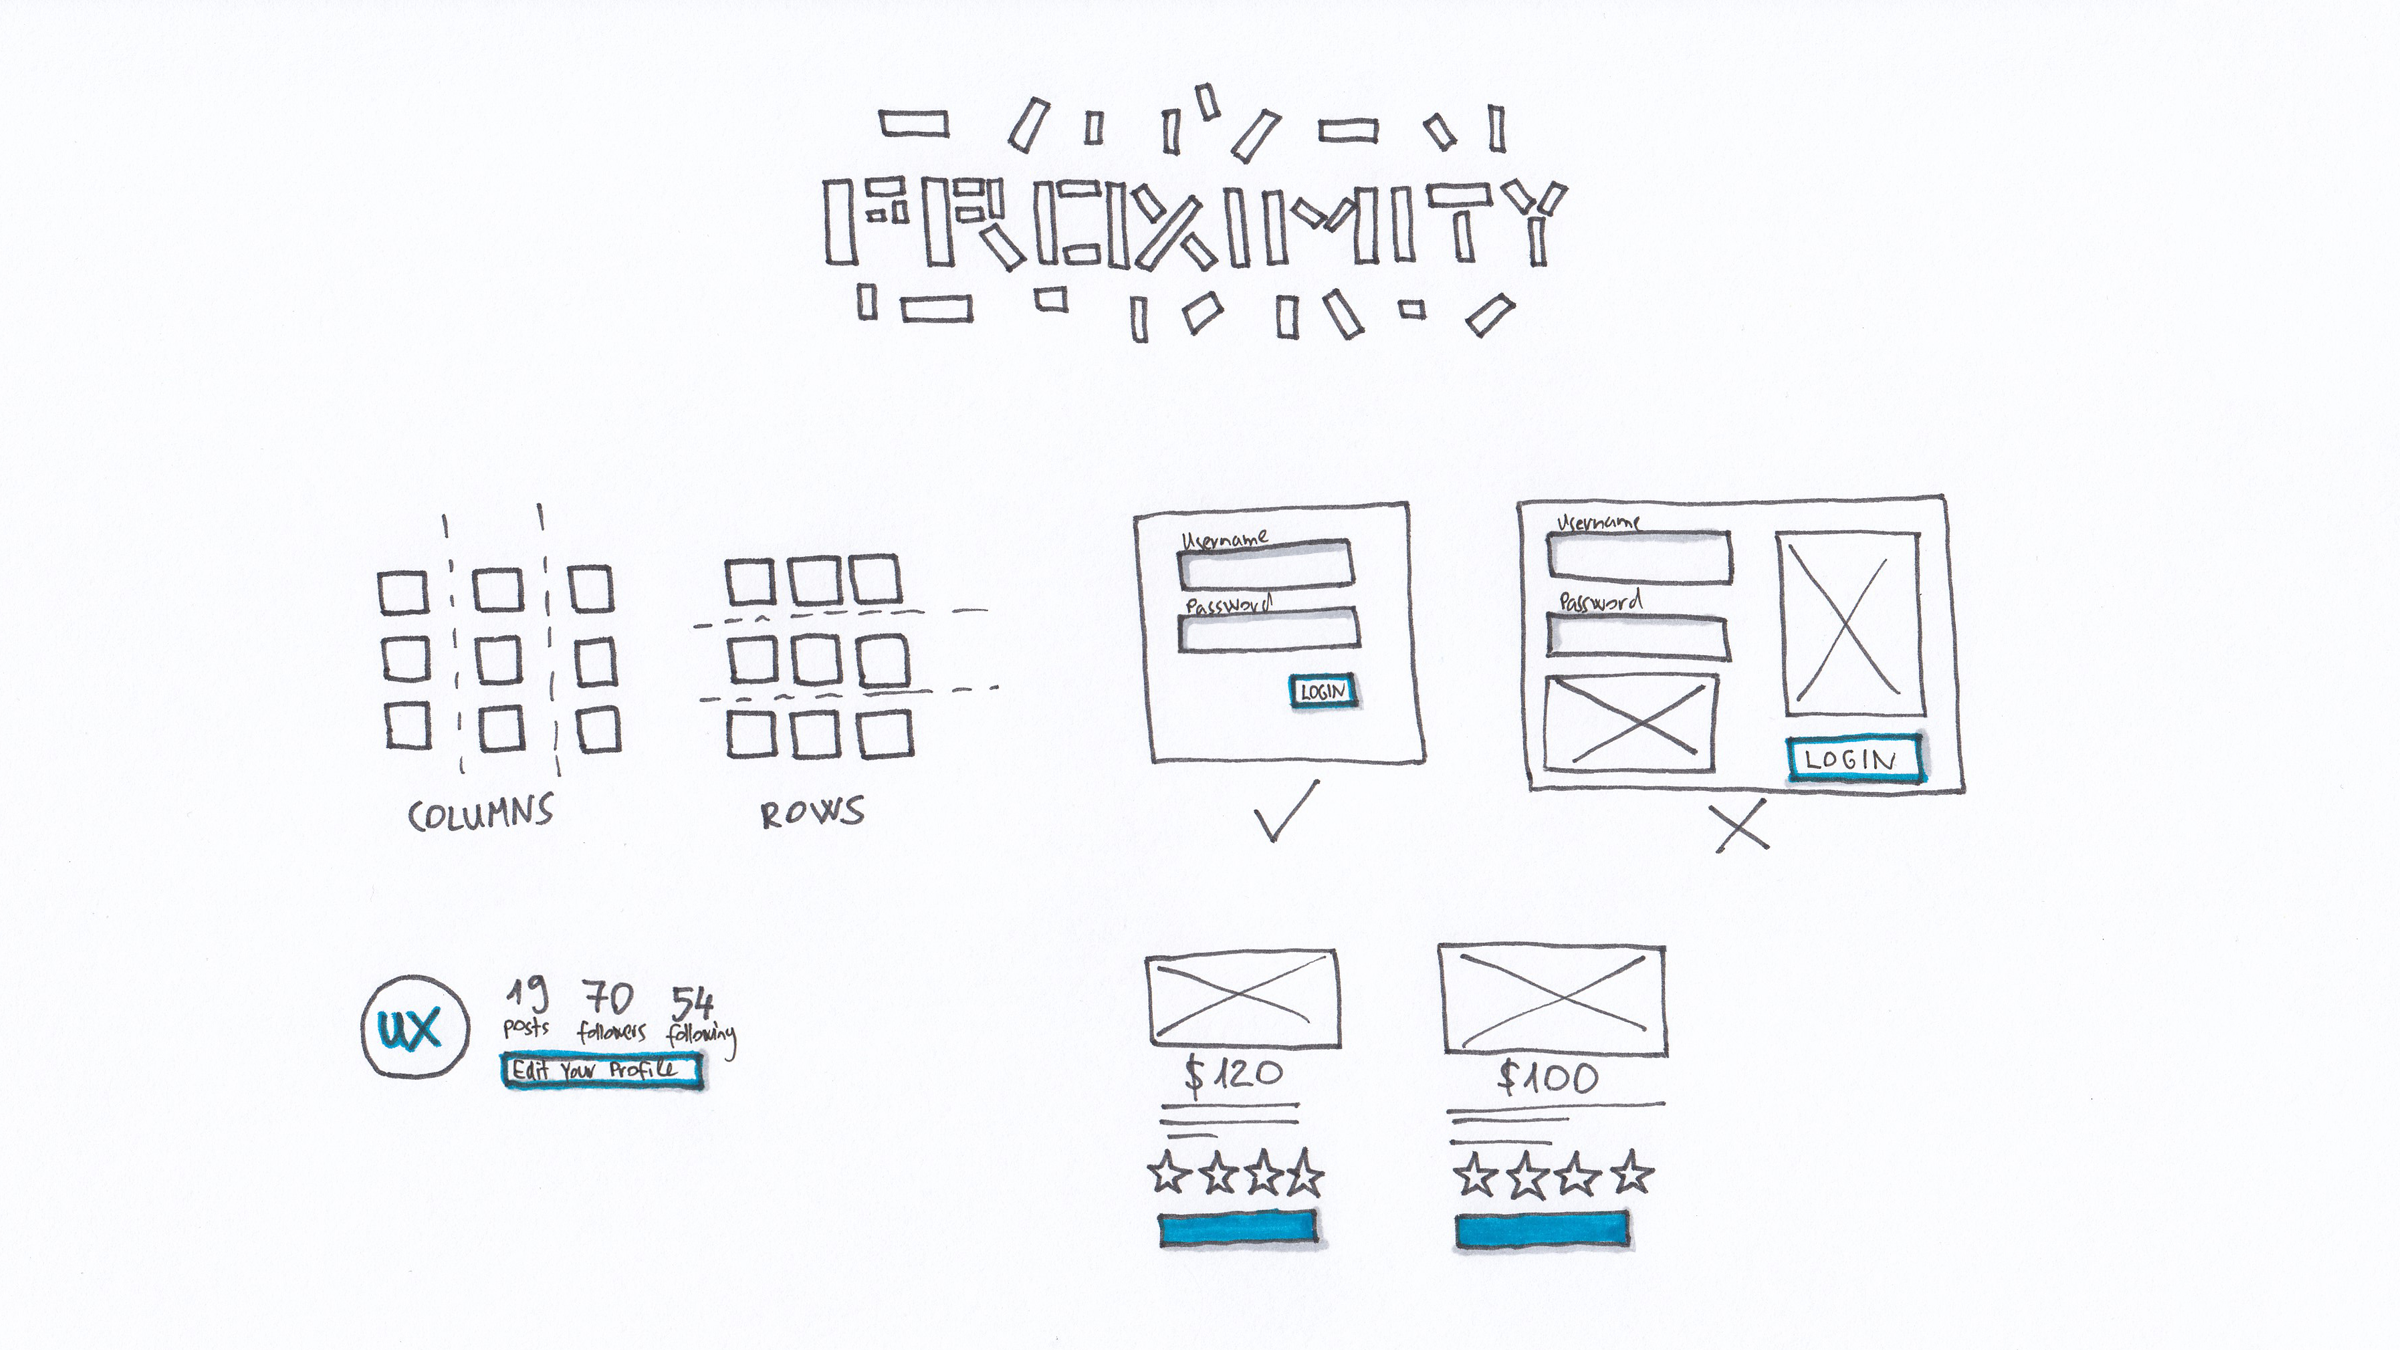 PROXIMITY
COLUMNS
ROWS
Username
Password
LOGIN
Username
Password
LOGIN
UX
19 70 54
posts followers following
Edit Your Profile
$120
$100